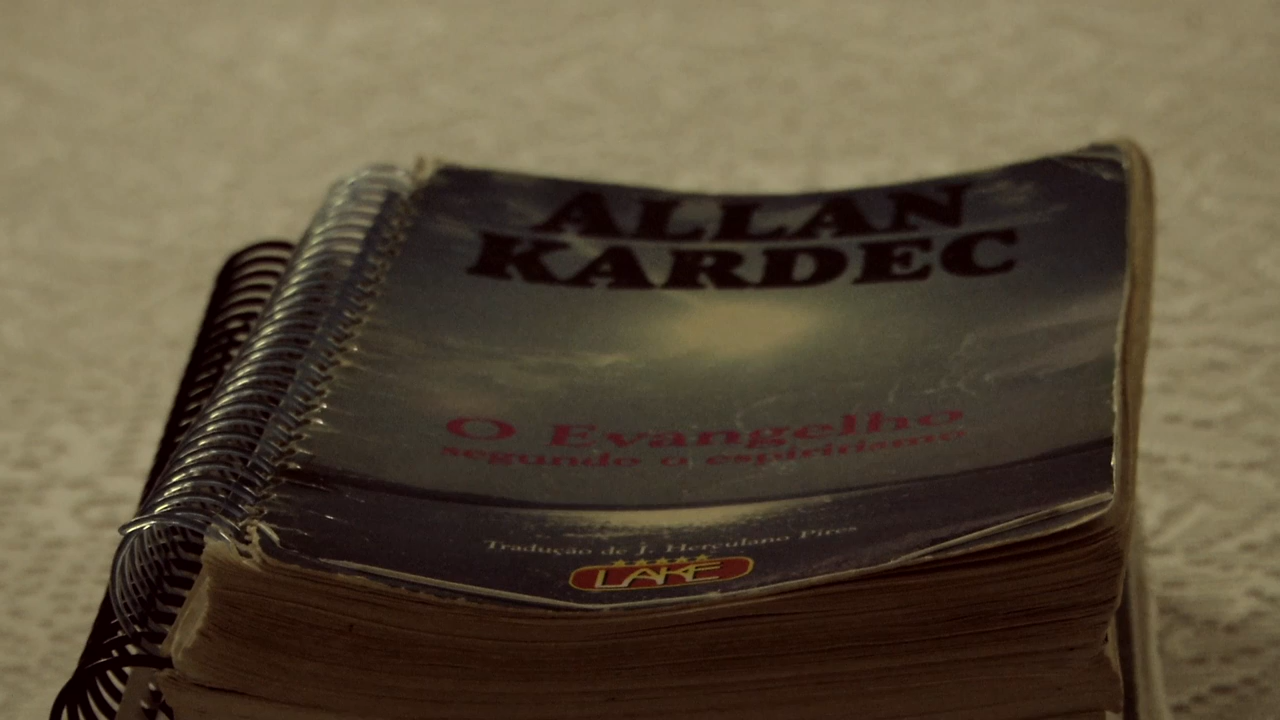 ALLAN
KARDEC
O Evangelho
segundo o espiritismo
Tradução de J. Herculano Pires
LAKE